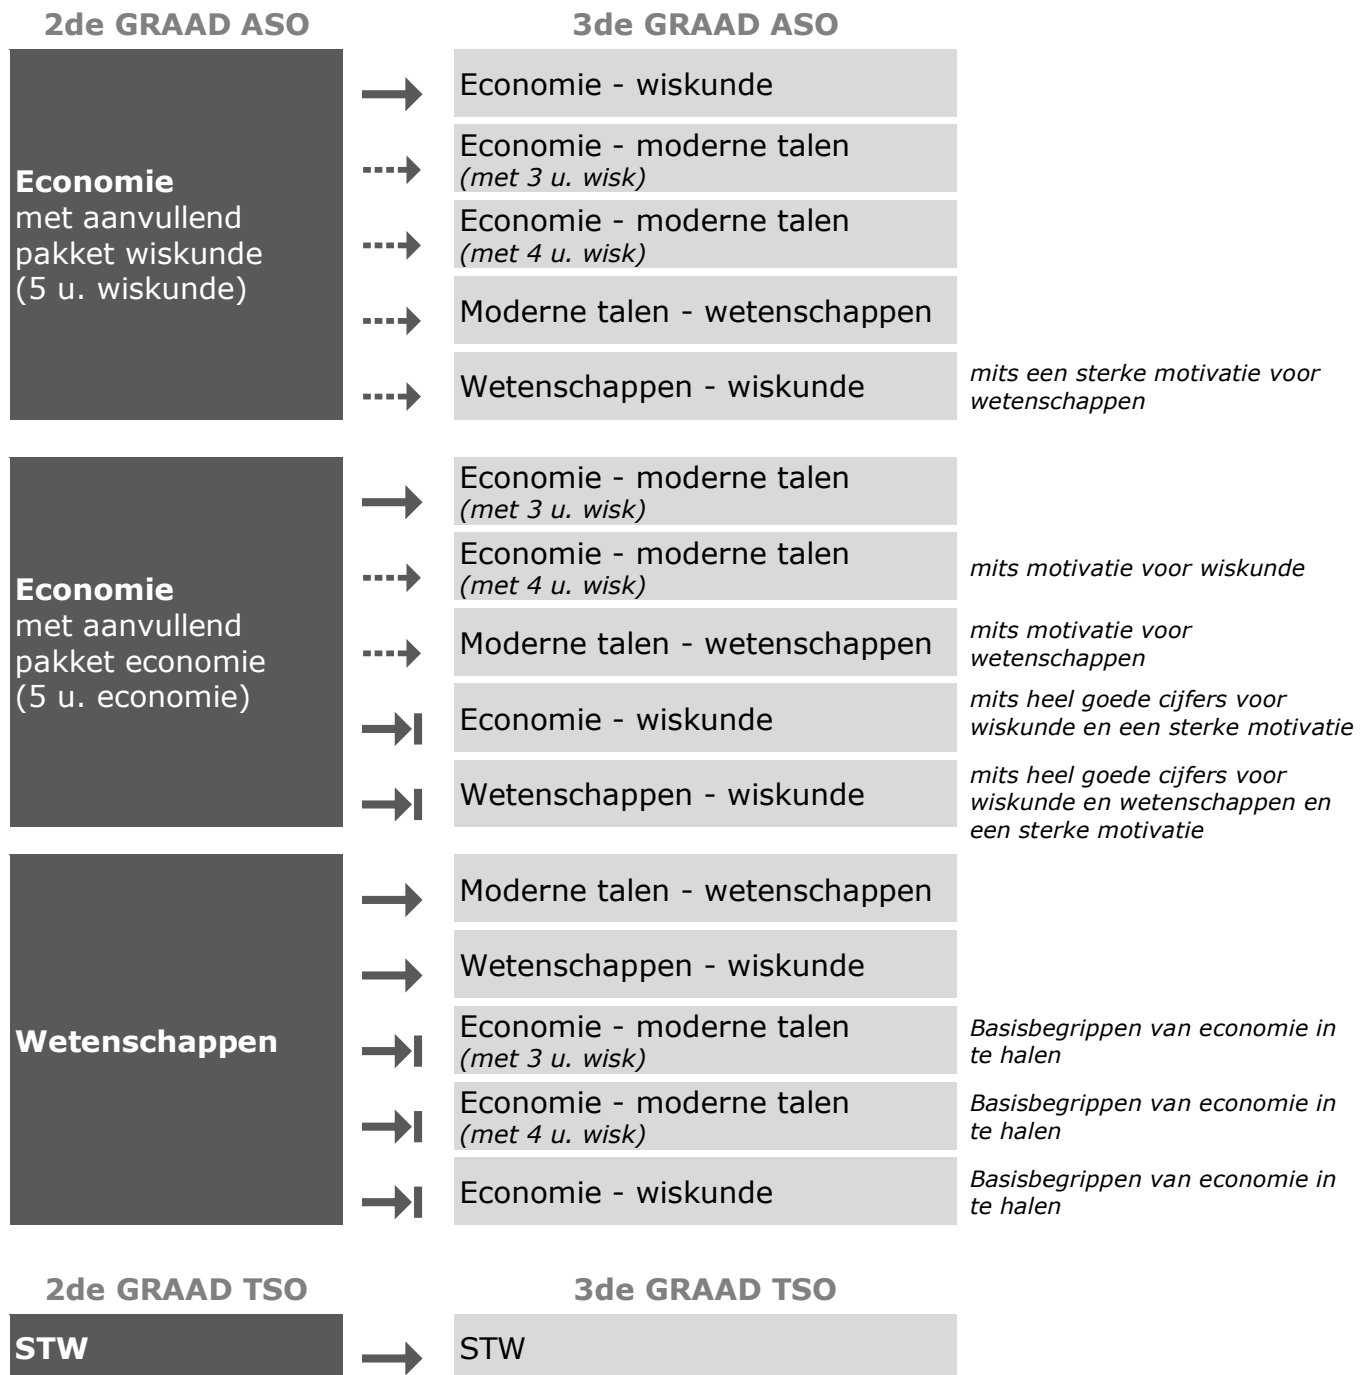 2de GRAAD ASO
3de GRAAD ASO
Economie
met aanvullend
pakket wiskunde
(5 u. wiskunde)
Economie - wiskunde
Economie - moderne talen
(met 3 u. wisk)
Economie - moderne talen
(met 4 u. wisk)
Moderne talen - wetenschappen
Wetenschappen - wiskunde
mits een sterke motivatie voor
wetenschappen
Economie
met aanvullend
pakket economie
(5 u. economie)
Economie - moderne talen
(met 3 u. wisk)
Economie - moderne talen
(met 4 u. wisk)
mits motivatie voor wiskunde
Moderne talen - wetenschappen
mits motivatie voor
wetenschappen
Economie - wiskunde
mits heel goede cijfers voor
wiskunde en een sterke motivatie
Wetenschappen - wiskunde
mits heel goede cijfers voor
wiskunde en wetenschappen en
een sterke motivatie
Wetenschappen
Moderne talen - wetenschappen
Wetenschappen - wiskunde
Economie - moderne talen
(met 3 u. wisk)
Basisbegrippen van economie in
te halen
Economie - moderne talen
(met 4 u. wisk)
Basisbegrippen van economie in
te halen
Economie - wiskunde
Basisbegrippen van economie in
te halen
2de GRAAD TSO
3de GRAAD TSO
STW
STW